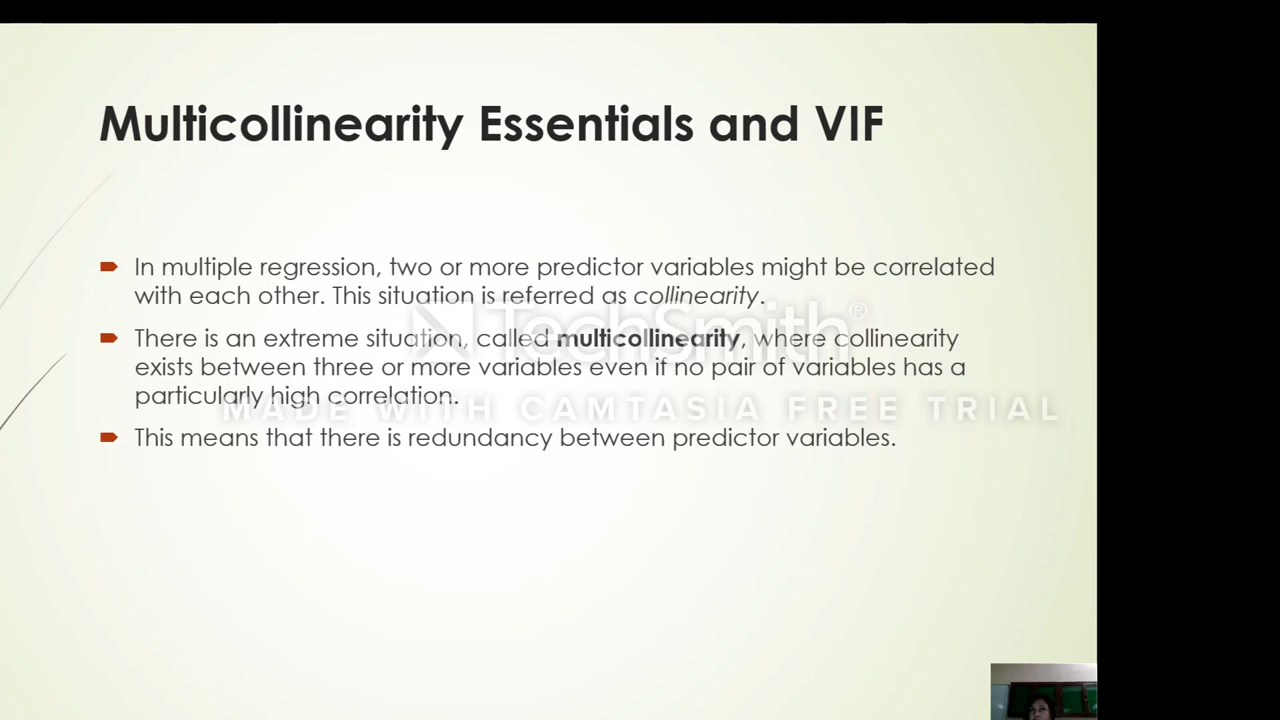 Multicollinearity Essentials and VIF
In multiple regression, two or more predictor variables might be correlated
with each other. This situation is referred as collinearity.
There is an extreme situation, called multicollinearity, where collinearity
exists between three or more variables even if no pair of variables has a
particularly high correlation.
This means that there is redundancy between predictor variables.
TechSmith®
MADE WITH CAMTASIA FREE TRIAL